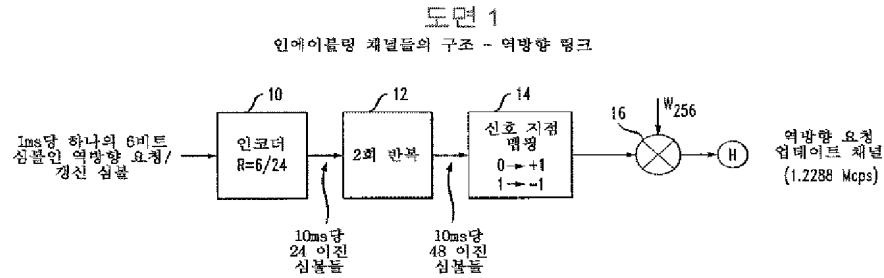 도면 1
인에이블링 채널들의 구조 - 역방향 링크
10
12
14
16
W256
1ms당 하나의 6비트
심볼인 역방향 요청/
갱신 심볼
인코더
R=6/24
2회 반복
신호 지점
맵핑
0→+1
1→-1
H
역방향 요청
업데이트 채널
(1.2288 Mcps)
10ms당
24 이진
심볼들
10ms당
48 이진
심볼들